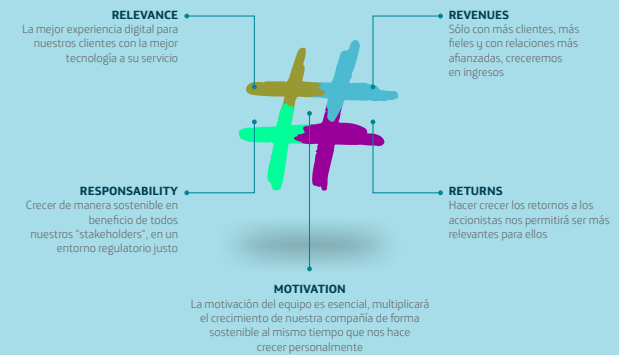 RELEVANCE
La mejor experiencia digital para
nuestros clientes con la mejor
tecnología a su servicio
REVENUES
Sólo con más clientes, más
fieles y con relaciones más
afianzadas, creceremos
en ingresos
RESPONSABILITY
Crecer de manera sostenible en
beneficio de todos
nuestros "stakeholders", en un
entorno regulatorio justo
RETURNS
Hacer crecer los retornos a los
accionistas nos permitirá ser más
relevantes para ellos
MOTIVATION
La motivación del equipo es esencial, multiplicará
el crecimiento de nuestra compañía de forma
sostenible al mismo tiempo que nos hace
crecer personalmente